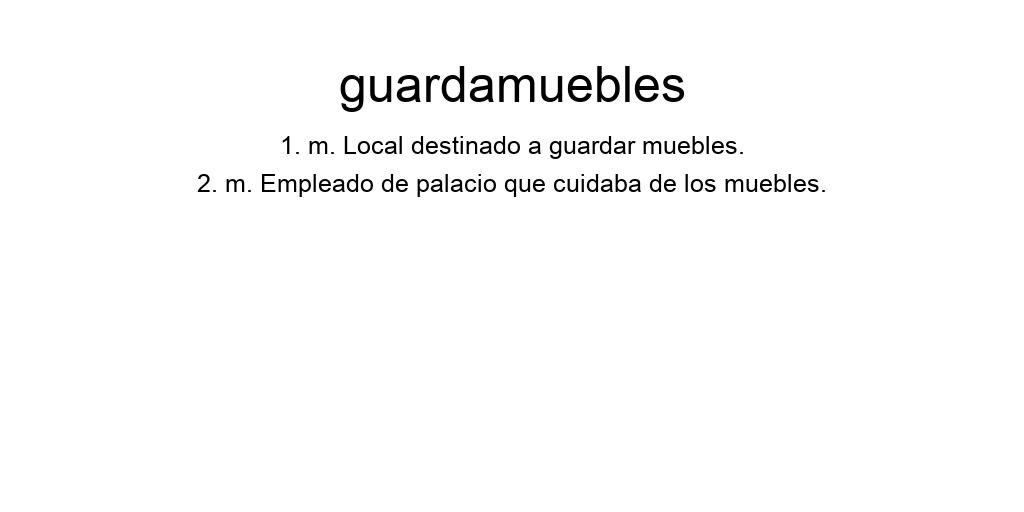 guardamuebles
1. m. Local destinado a guardar muebles.
2. m. Empleado de palacio que cuidaba de los muebles.